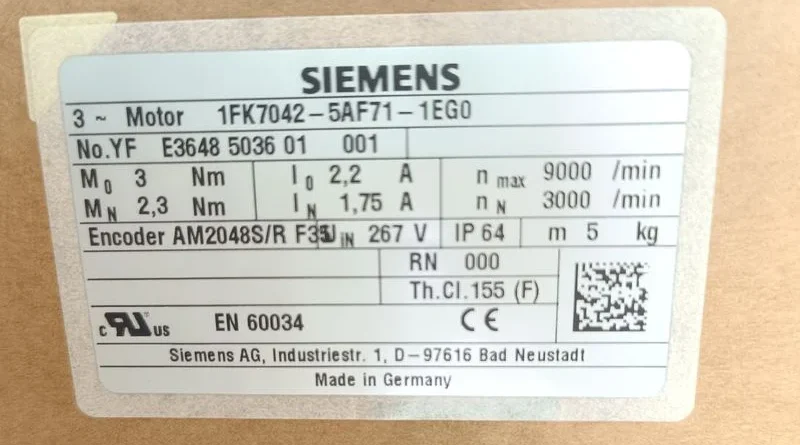 SIEMENS
3 ~ Motor 1FK7042-5AF71-1EG0
No.YF E3648 5036 01 001
M0 3 Nm I0 2,2 A n max 9000 /min
MN 2,3 Nm IN 1,75 A n N 3000 /min
Encoder AM2048S/R F35 UIN 267 V IP 64 m 5 kg
RN 000
Th.Cl.155 (F)
c RU us EN 60034 CE
Siemens AG, Industriestr. 1, D-97616 Bad Neustadt
Made in Germany